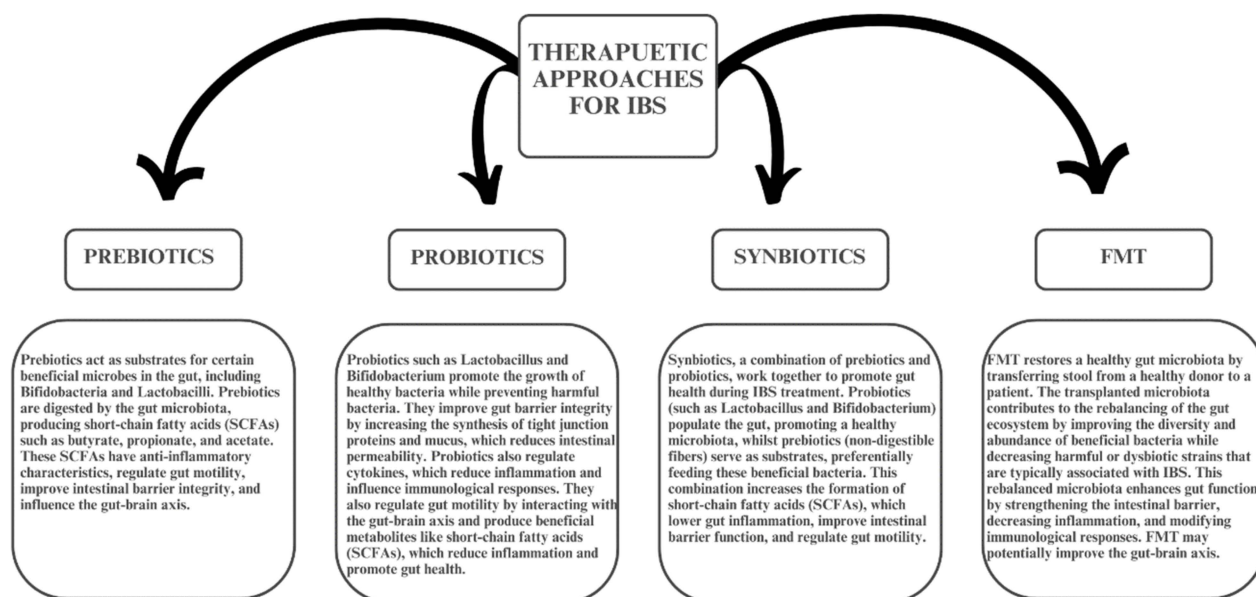 THERAPUETIC
APPROACHES
FOR IBS
PREBIOTICS
PROBIOTICS
SYNBIOTICS
FMT
Prebiotics act as substrates for certain
beneficial microbes in the gut, including
Bifidobacteria and Lactobacilli. Prebiotics
are digested by the gut microbiota,
producing short-chain fatty acids (SCFAs)
such as butyrate, propionate, and acetate.
These SCFAs have anti-inflammatory
characteristics, regulate gut motility,
improve intestinal barrier integrity, and
influence the gut-brain axis.
Probiotics such as Lactobacillus and
Bifidobacterium promote the growth of
healthy bacteria while preventing harmful
bacteria. They improve gut barrier integrity
by increasing the synthesis of tight junction
proteins and mucus, which reduces intestinal
permeability. Probiotics also regulate
cytokines, which reduce inflammation and
influence immunological responses. They
also regulate gut motility by interacting with
the gut-brain axis and produce beneficial
metabolites like short-chain fatty acids
(SCFAs), which reduce inflammation and
promote gut health.
Synbiotics, a combination of prebiotics and
probiotics, work together to promote gut
health during IBS treatment. Probiotics
(such as Lactobacillus and Bifidobacterium)
populate the gut, promoting a healthy
microbiota, whilst prebiotics (non-digestible
fibers) serve as substrates, preferentially
feeding these beneficial bacteria. This
combination increases the formation of
short-chain fatty acids (SCFAs), which
lower gut inflammation, improve intestinal
barrier function, and regulate gut motility.
FMT restores a healthy gut microbiota by
transferring stool from a healthy donor to a
patient. The transplanted microbiota
contributes to the rebalancing of the gut
ecosystem by improving the diversity and
abundance of beneficial bacteria while
decreasing harmful or dysbiotic strains that
are typically associated with IBS. This
rebalanced microbiota enhances gut function
by strengthening the intestinal barrier,
decreasing inflammation, and modifying
immunological responses. FMT may
potentially improve the gut-brain axis.